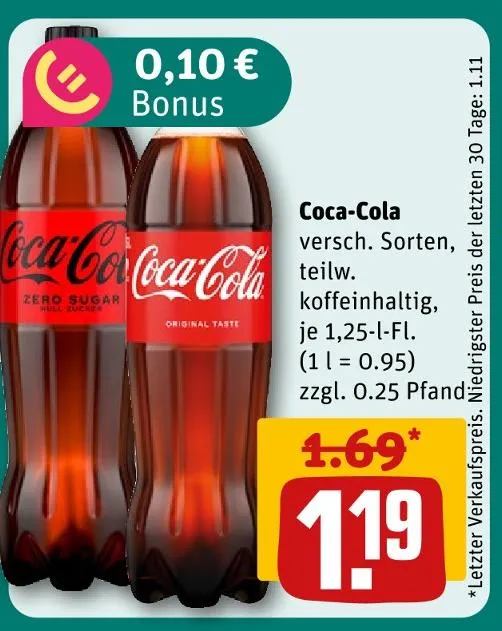 0,10 €
Bonus
Coca-Cola
ZERO SUGAR
NULL ZUCKER
Coca-Cola
ORIGINAL TASTE
Coca-Cola
versch. Sorten,
teilw.
koffeinhaltig,
je 1,25-l-Fl.
(1 l = 0.95)
zzgl. 0.25 Pfand
1.69*
1.19
*Letzter Verkaufspreis. Niedrigster Preis der letzten 30 Tage: 1.11